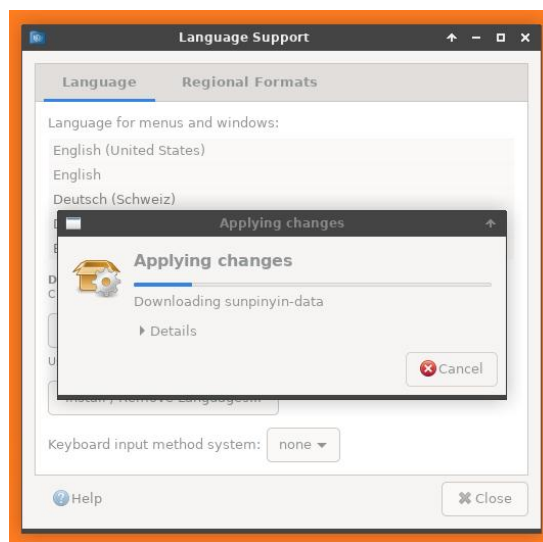 Language Support
Language Regional Formats
Language for menus and windows:
English (United States)
English
Deutsch (Schweiz)
Applying changes
Applying changes
Downloading sunpinyin-data
Details
Cancel
Keyboard input method system: none
Help Close